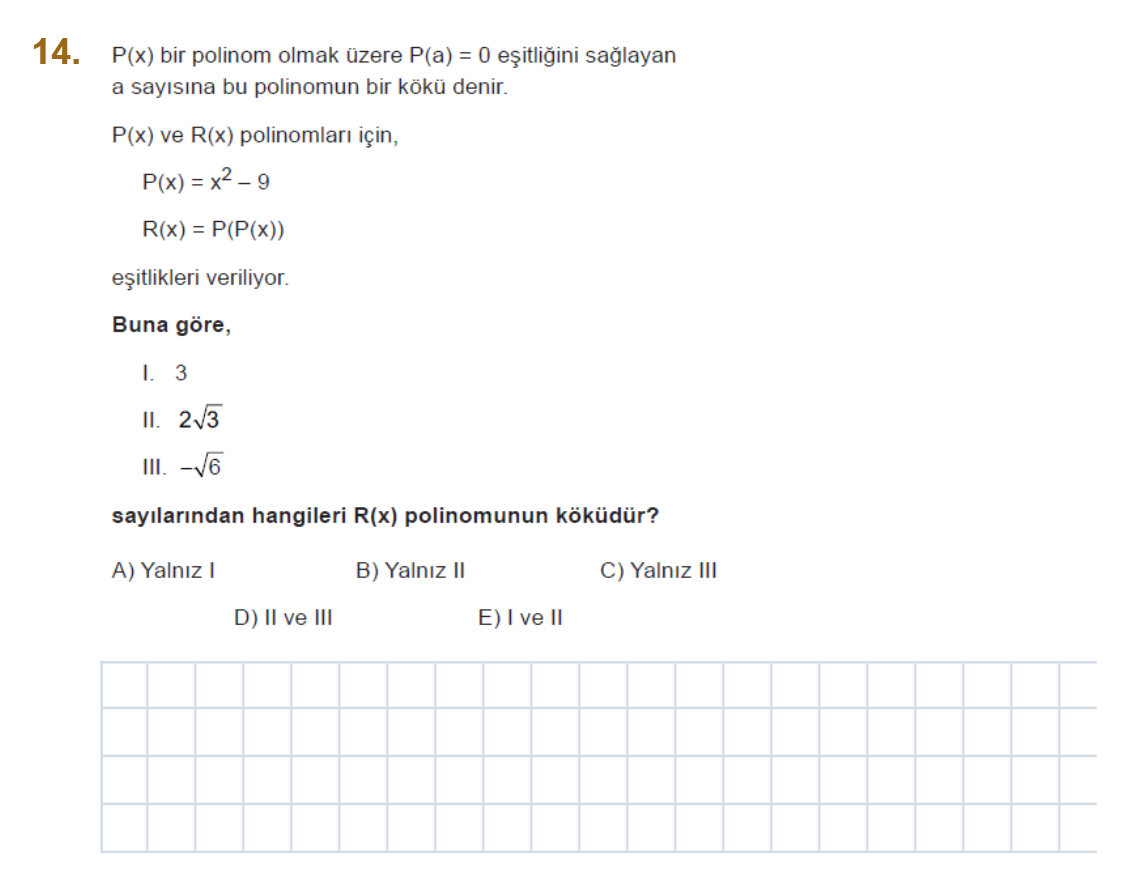 14. P(x) bir polinom olmak üzere P(a) = 0 eşitliğini sağlayan
a sayısına bu polinomun bir kökü denir.
P(x) ve R(x) polinomları için,
P(x) = x² – 9
R(x) = P(P(x))
eşitlikleri veriliyor.
Buna göre,
I. 3
II. 2√3
III. –√6
sayılarından hangileri R(x) polinomunun köküdür?
A) Yalnız I B) Yalnız II C) Yalnız III
D) II ve III E) I ve II